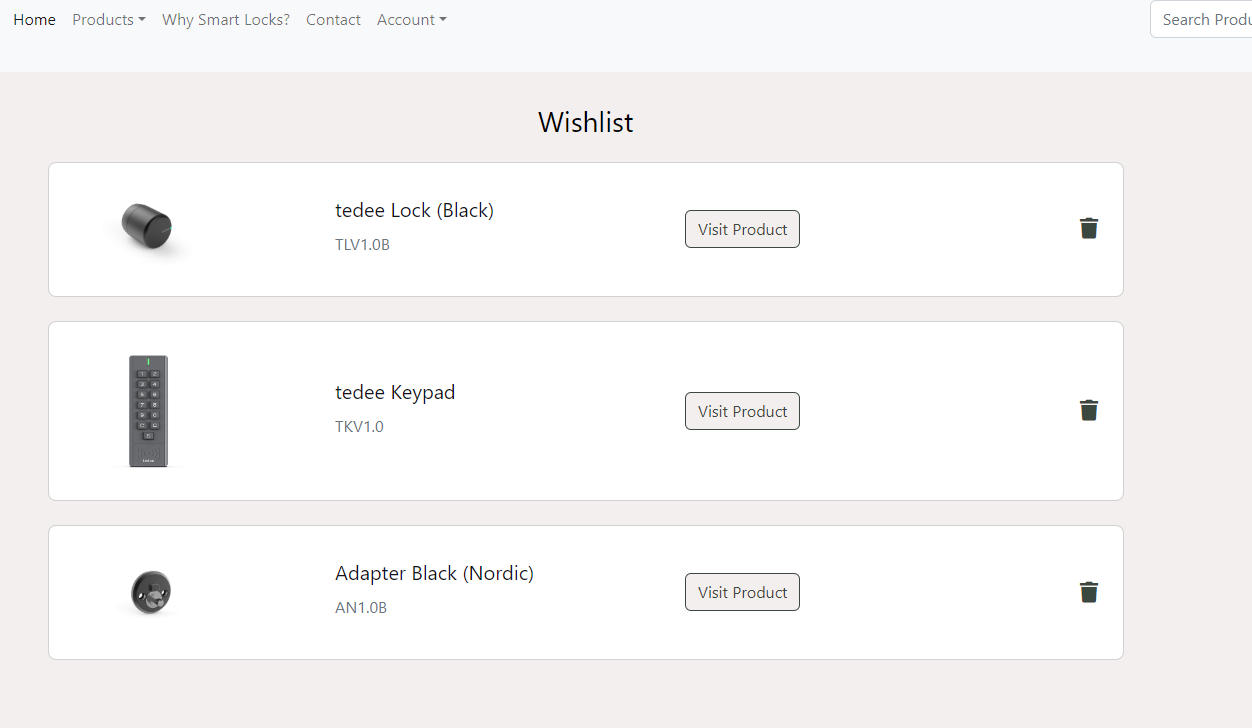 Home Products Why Smart Locks? Contact Account Search Produ
Wishlist
tedee Lock (Black)
TLV1.0B
Visit Product
tedee Keypad
TKV1.0
Visit Product
Adapter Black (Nordic)
AN1.0B
Visit Product